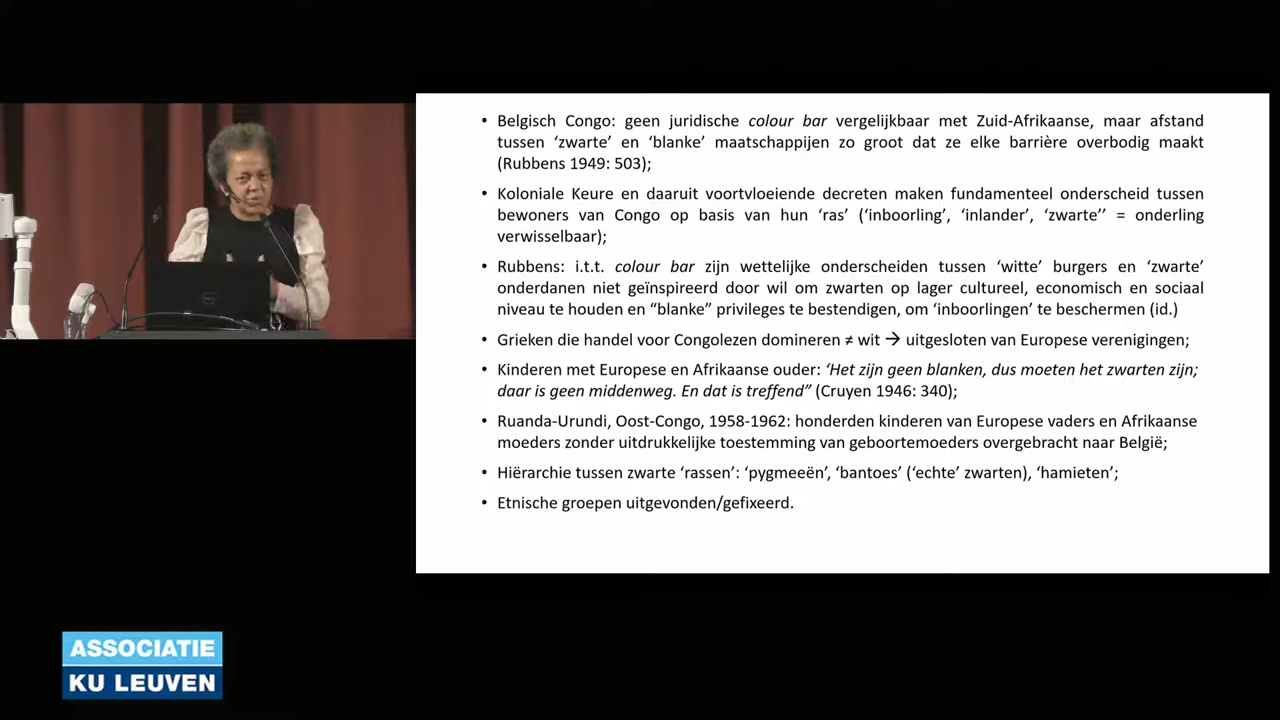 • Belgisch Congo: geen juridische colour bar vergelijkbaar met Zuid-Afrikaanse, maar afstand
tussen ‘zwarte’ en ‘blanke’ maatschappijen zo groot dat ze elke barrière overbodig maakt
(Rubbens 1949: 503);
• Koloniale Keure en daaruit voortvloeiende decreten maken fundamenteel onderscheid tussen
bewoners van Congo op basis van hun ‘ras’ (‘inboorling’, ‘inlander’, ‘zwarte’’ = onderling
verwisselbaar);
• Rubbens: i.t.t. colour bar zijn wettelijke onderscheiden tussen ‘witte’ burgers en ‘zwarte’
onderdanen niet geïnspireerd door wil om zwarten op lager cultureel, economisch en sociaal
niveau te houden en “blanke” privileges te bestendigen, om ‘inboorlingen’ te beschermen (id.)
• Grieken die handel voor Congolezen domineren ≠ wit → uitgesloten van Europese verenigingen;
• Kinderen met Europese en Afrikaanse ouder: ‘Het zijn geen blanken, dus moeten het zwarten zijn;
daar is geen middenweg. En dat is treffend” (Cruyen 1946: 340);
• Ruanda-Urundi, Oost-Congo, 1958-1962: honderden kinderen van Europese vaders en Afrikaanse
moeders zonder uitdrukkelijke toestemming van geboortemoeders overgebracht naar België;
• Hiërarchie tussen zwarte ‘rassen’: ‘pygmeeën’, ‘bantoes’ (‘echte’ zwarten), ‘hamieten’;
• Etnische groepen uitgevonden/gefixeerd.
ASSOCIATIE
KU LEUVEN